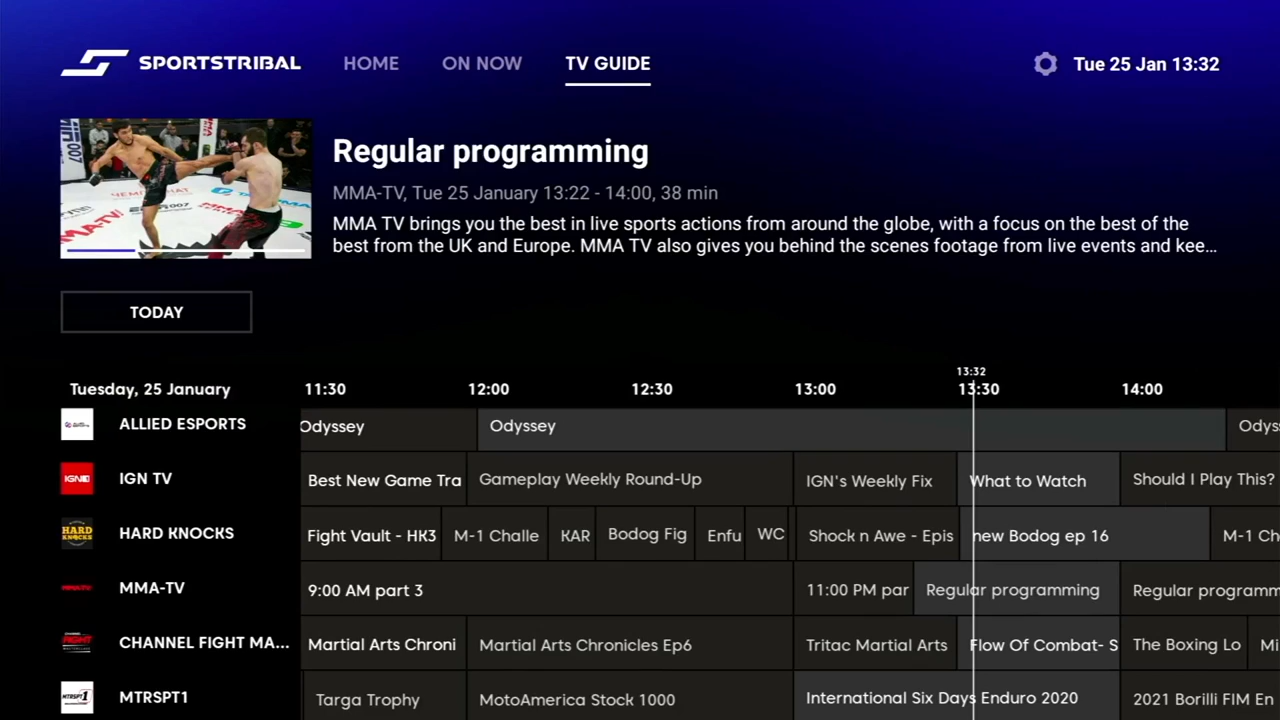 SPORTSTRIBAL HOME ON NOW TV GUIDE Tue 25 Jan 13:32
Regular programming
MMA-TV, Tue 25 January 13:22 - 14:00, 38 min
MMA TV brings you the best in live sports actions from around the globe, with a focus on the best of the
best from the UK and Europe. MMA TV also gives you behind the scenes footage from live events and kee...
TODAY
13:32
Tuesday, 25 January 11:30 12:00 12:30 13:00 13:30 14:00
ALLIED ESPORTS Odyssey Odyssey Odys
IGN IGN TV Best New Game Tra Gameplay Weekly Round-Up IGN's Weekly Fix What to Watch Should I Play This?
HARD KNOCKS HARD KNOCKS Fight Vault - HK3 M-1 Challe KAR Bodog Fig Enfu WC Shock n Awe - Epis new Bodog ep 16 M-1 Ch
MMA-TV MMA-TV 9:00 AM part 3 11:00 PM par Regular programming Regular programm
FIGHT CHANNEL FIGHT MA... Martial Arts Chroni Martial Arts Chronicles Ep6 Tritac Martial Arts Flow Of Combat- S The Boxing Lo Mi
MTRSPT1 MTRSPT1 Targa Trophy MotoAmerica Stock 1000 International Six Days Enduro 2020 2021 Borilli FIM En